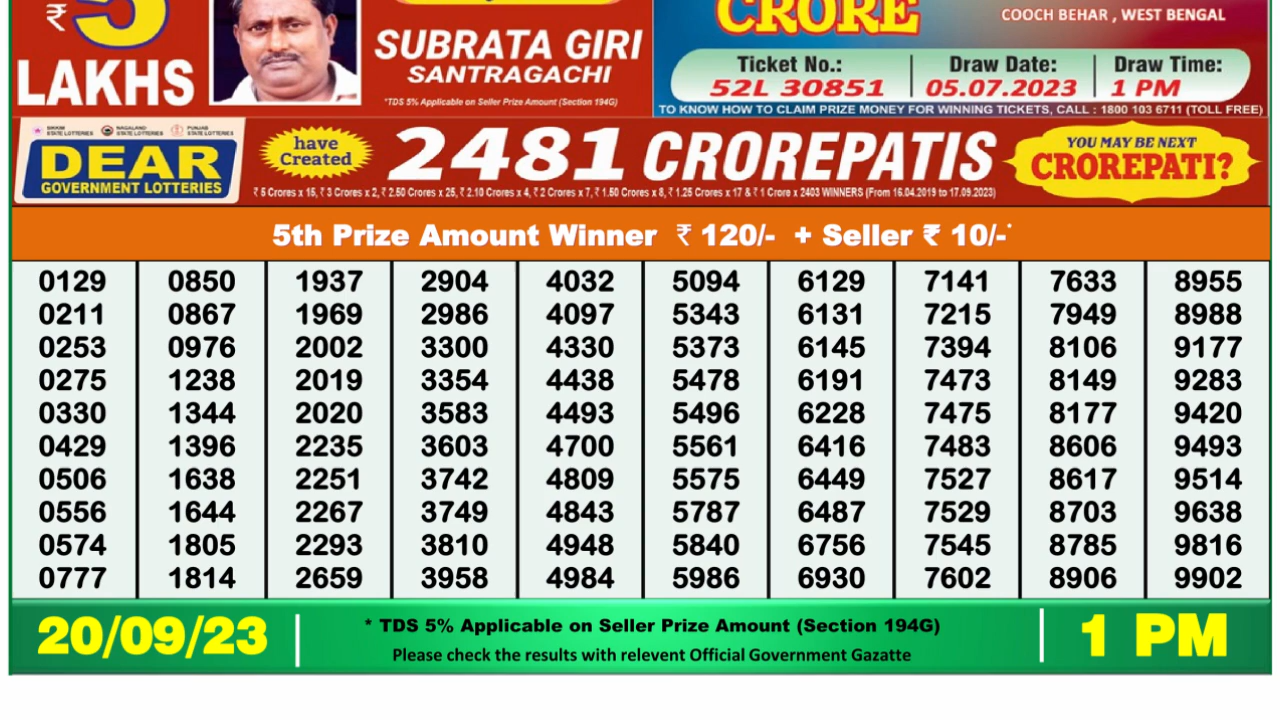 ₹ 5
LAKHS
SUBRATA GIRI
SANTRAGACHI
*TDS 5% Applicable on Seller Prize Amount (Section 194G)
CRORE
COOCH BEHAR , WEST BENGAL
Ticket No.: Draw Date: Draw Time:
52L 30851 05.07.2023 1 PM
TO KNOW HOW TO CLAIM PRIZE MONEY FOR WINNING TICKETS, CALL : 1800 103 6711 (TOLL FREE)
SIKKIM STATE LOTTERIES NAGALAND STATE LOTTERIES PUNJAB STATE LOTTERIES
DEAR
GOVERNMENT LOTTERIES
have
Created
2481 CROREPATIS
₹ 5 Crores x 15, ₹ 3 Crores x 2, ₹ 2.50 Crores x 25, ₹ 2.10 Crores x 4, ₹ 2 Crores x 7, ₹ 1.50 Crores x 8, ₹ 1.25 Crores x 17 & ₹ 1 Crore x 2403 WINNERS (From 16.04.2019 to 17.09.2023)
YOU MAY BE NEXT
CROREPATI?
5th Prize Amount Winner ₹ 120/- + Seller ₹ 10/-*
0129 0850 1937 2904 4032 5094 6129 7141 7633 8955
0211 0867 1969 2986 4097 5343 6131 7215 7949 8988
0253 0976 2002 3300 4330 5373 6145 7394 8106 9177
0275 1238 2019 3354 4438 5478 6191 7473 8149 9283
0330 1344 2020 3583 4493 5496 6228 7475 8177 9420
0429 1396 2235 3603 4700 5561 6416 7483 8606 9493
0506 1638 2251 3742 4809 5575 6449 7527 8617 9514
0556 1644 2267 3749 4843 5787 6487 7529 8703 9638
0574 1805 2293 3810 4948 5840 6756 7545 8785 9816
0777 1814 2659 3958 4984 5986 6930 7602 8906 9902
20/09/23
* TDS 5% Applicable on Seller Prize Amount (Section 194G)
Please check the results with relevent Official Government Gazatte
1 PM